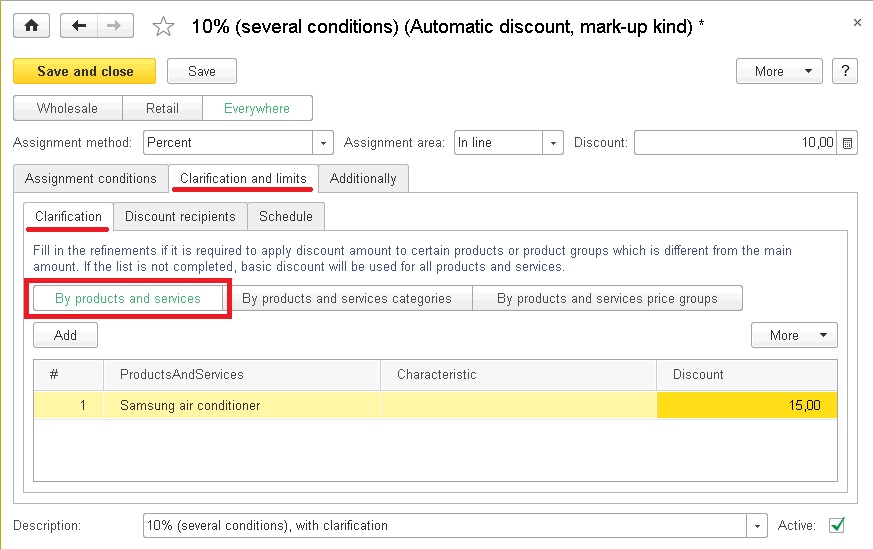 10% (several conditions) (Automatic discount, mark-up kind) *
Save and close Save More ?
Wholesale Retail Everywhere
Assignment method: Percent Assignment area: In line Discount: 10,00
Assignment conditions Clarification and limits Additionally
Clarification Discount recipients Schedule
Fill in the refinements if it is required to apply discount amount to certain products or product groups which is different from the main
amount. If the list is not completed, basic discount will be used for all products and services.
By products and services By products and services categories By products and services price groups
Add More
# ProductsAndServices Characteristic Discount
1 Samsung air conditioner 15,00
Description: 10% (several conditions), with clarification Active: